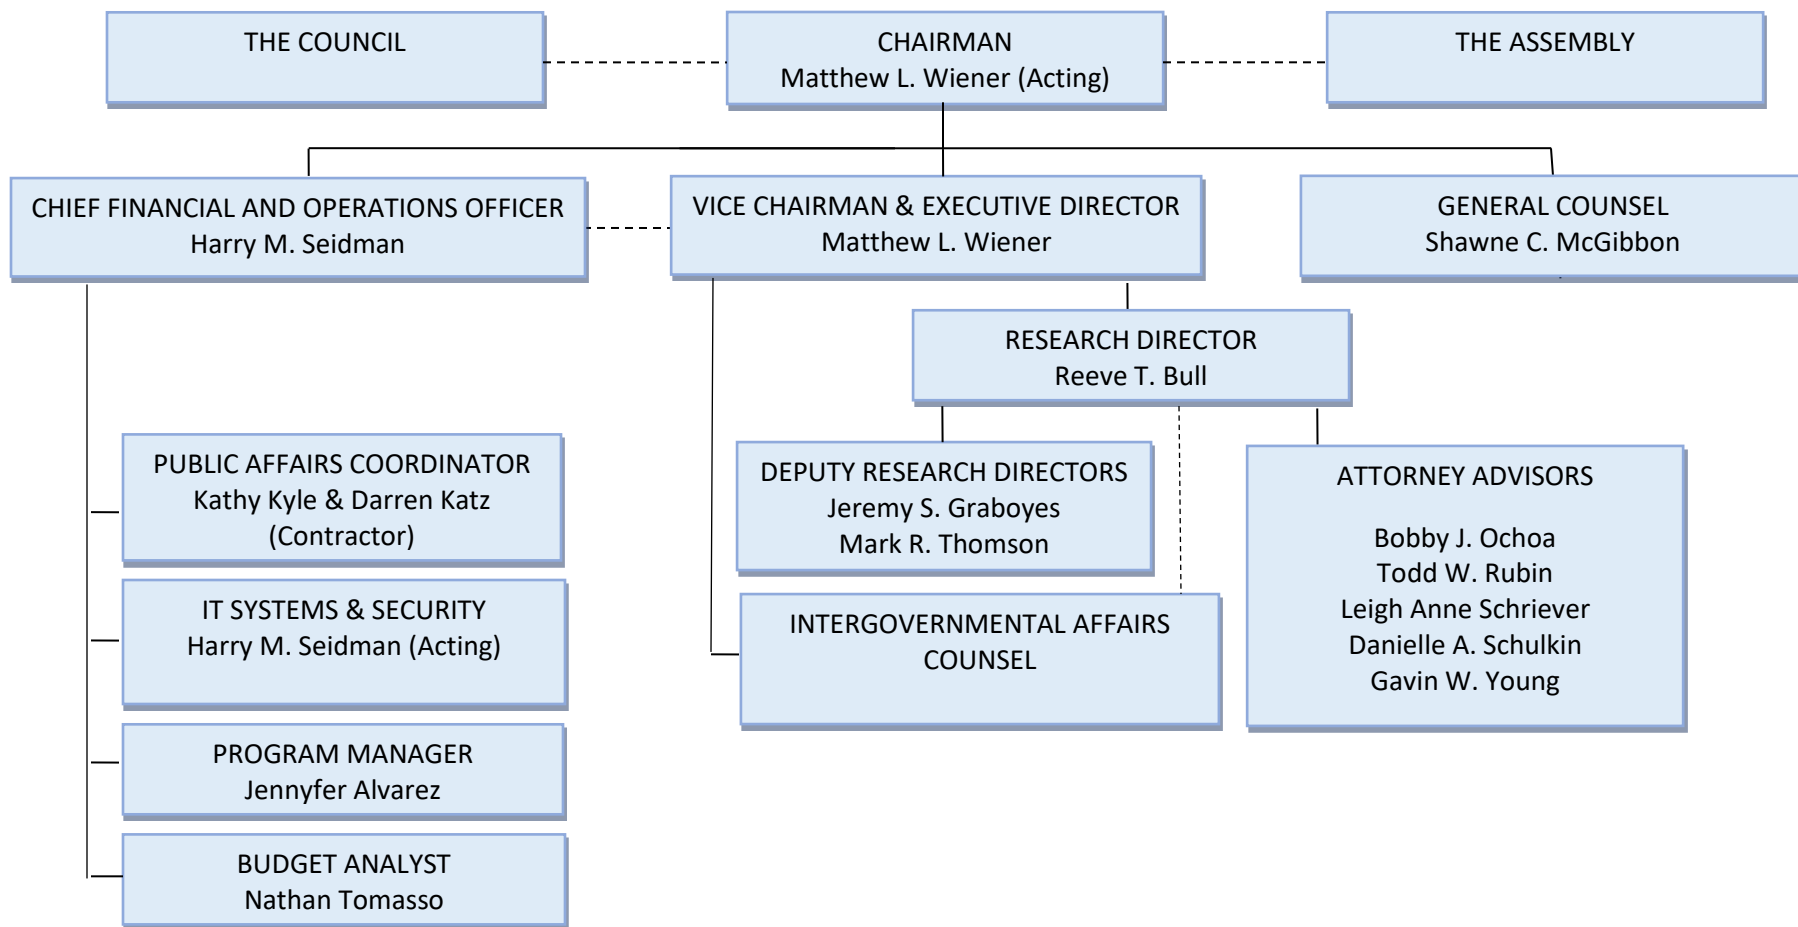 THE COUNCIL
CHAIRMAN
Matthew L. Wiener (Acting)
THE ASSEMBLY
CHIEF FINANCIAL AND OPERATIONS OFFICER
Harry M. Seidman
VICE CHAIRMAN & EXECUTIVE DIRECTOR
Matthew L. Wiener
GENERAL COUNSEL
Shawne C. McGibbon
RESEARCH DIRECTOR
Reeve T. Bull
PUBLIC AFFAIRS COORDINATOR
Kathy Kyle & Darren Katz
(Contractor)
IT SYSTEMS & SECURITY
Harry M. Seidman (Acting)
PROGRAM MANAGER
Jennyfer Alvarez
BUDGET ANALYST
Nathan Tomasso
DEPUTY RESEARCH DIRECTORS
Jeremy S. Graboyes
Mark R. Thomson
INTERGOVERNMENTAL AFFAIRS
COUNSEL
ATTORNEY ADVISORS
Bobby J. Ochoa
Todd W. Rubin
Leigh Anne Schriever
Danielle A. Schulkin
Gavin W. Young